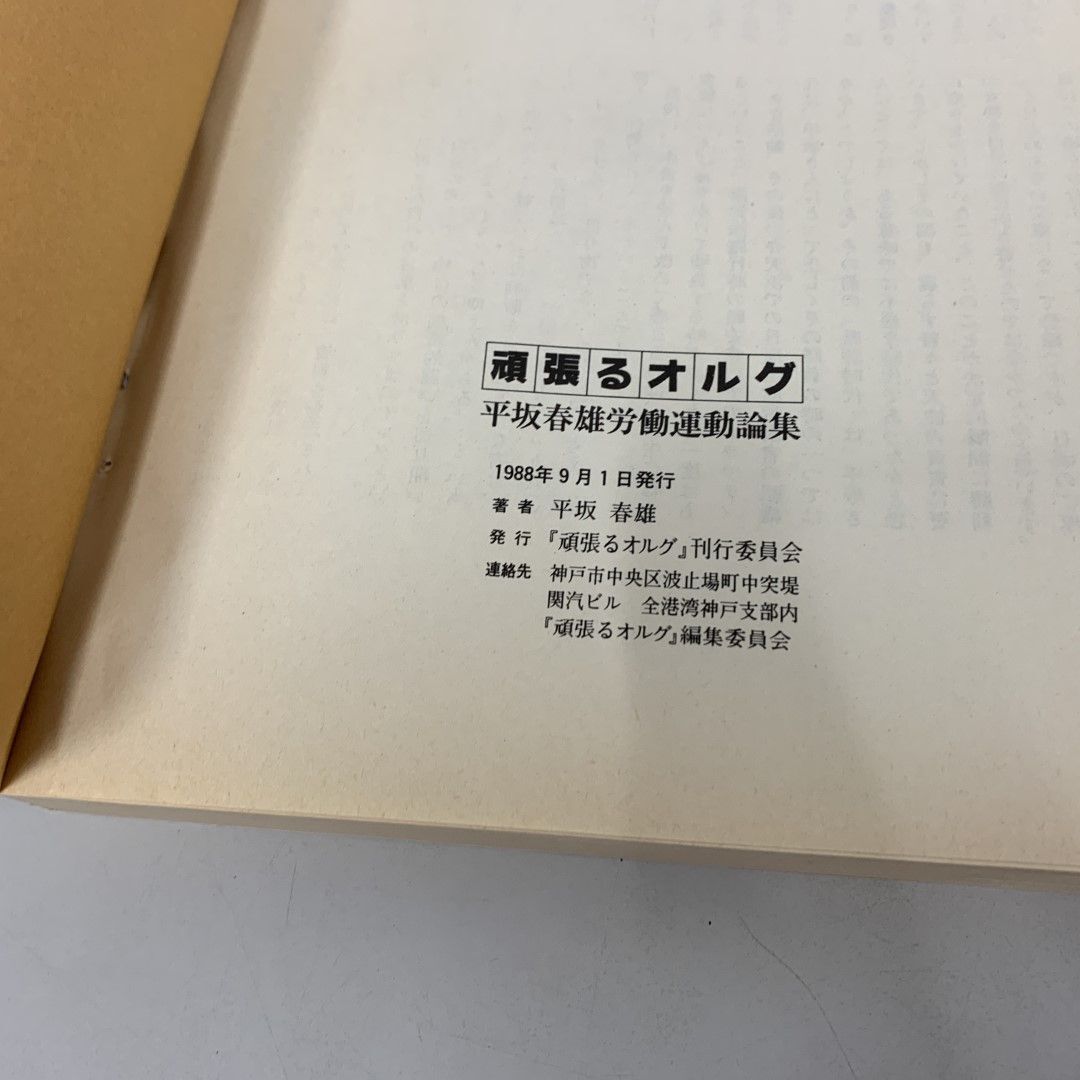 頑張るオルグ
平坂春雄労働運動論集
1988年9月1日発行
著者 平坂 春雄
発行 『頑張るオルグ』刊行委員会
連絡先 神戸市中央区波止場町中突堤
関汽ビル 全港湾神戸支部内
『頑張るオルグ』編集委員会